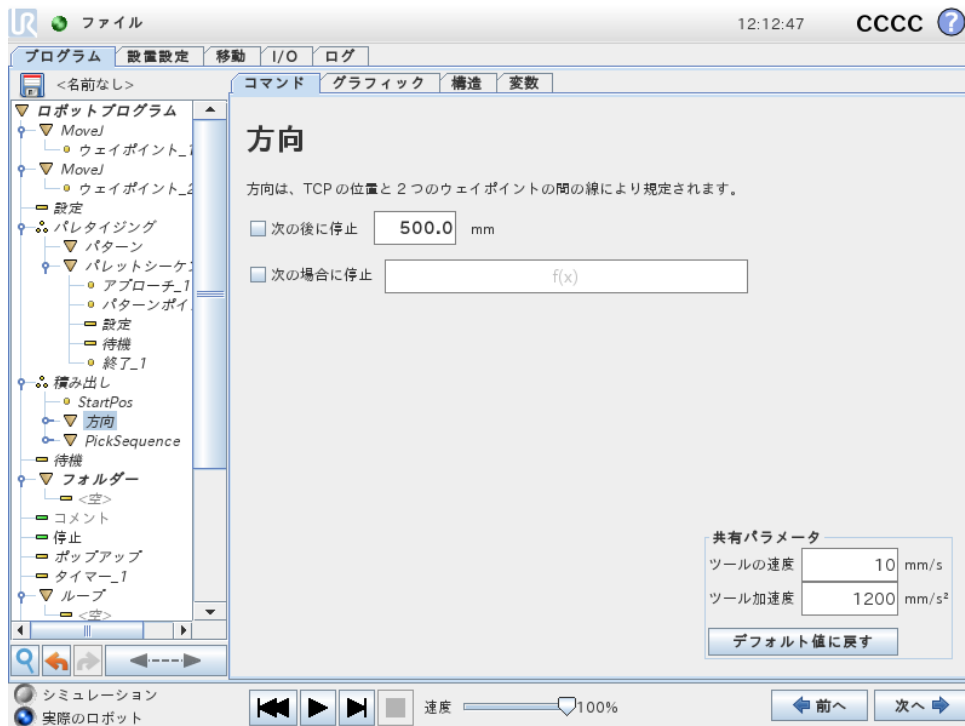 UR ファイル 12:12:47 CCCC ?
プログラム 設置設定 移動 I/O ログ
<名前なし>
コマンド グラフィック 構造 変数
ロボットプログラム
MoveJ
ウェイポイント_1
MoveJ
ウェイポイント_2
設定
パレタイジング
パターン
パレットシーケン
アプローチ_1
パターンポイ
設定
待機
終了_1
積み出し
StartPos
方向
PickSequence
待機
フォルダー
<空>
コメント
停止
ポップアップ
タイマー_1
ループ
<空>
方向
方向は、TCPの位置と2つのウェイポイントの間の線により規定されます。
次の後に停止 500.0 mm
次の場合に停止 f(x)
共有パラメータ
ツールの速度 10 mm/s
ツール加速度 1200 mm/s²
デフォルト値に戻す
シミュレーション
実際のロボット
速度 100%
前へ 次へ